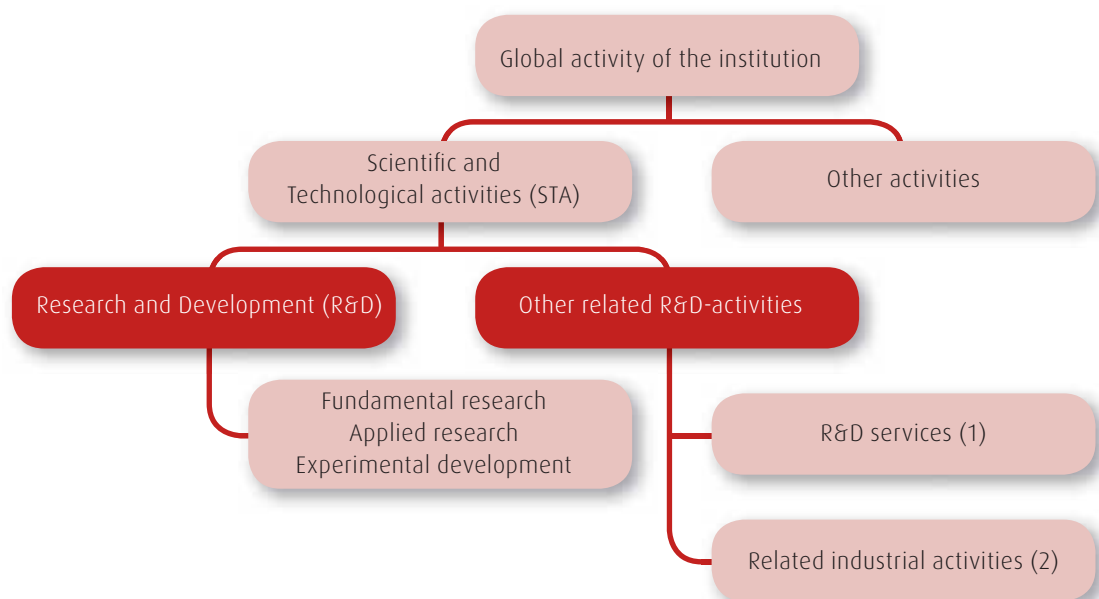 Global activity of the institution
Scientific and
Technological activities (STA)
Other activities
Research and Development (R&D)
Other related R&D-activities
Fundamental research
Applied research
Experimental development
R&D services (1)
Related industrial activities (2)